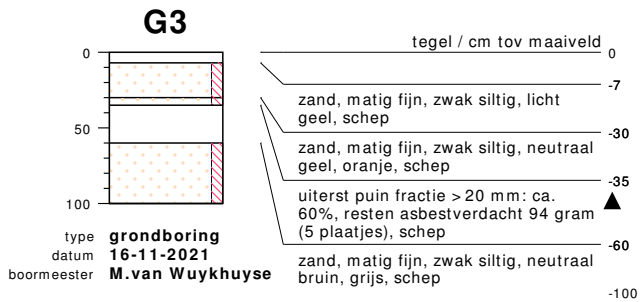 G3
tegel / cm tov maaiveld
0
0
-7
zand, matig fijn, zwak siltig, licht
geel, schep
-30
zand, matig fijn, zwak siltig, neutraal
geel, oranje, schep
50
-35
uiterst puin fractie > 20 mm: ca.
60%, resten asbestverdacht 94 gram
(5 plaatjes), schep
100
-60
zand, matig fijn, zwak siltig, neutraal
bruin, grijs, schep
-100
type grondboring
datum 16-11-2021
boormeester M.van Wuykhuyse